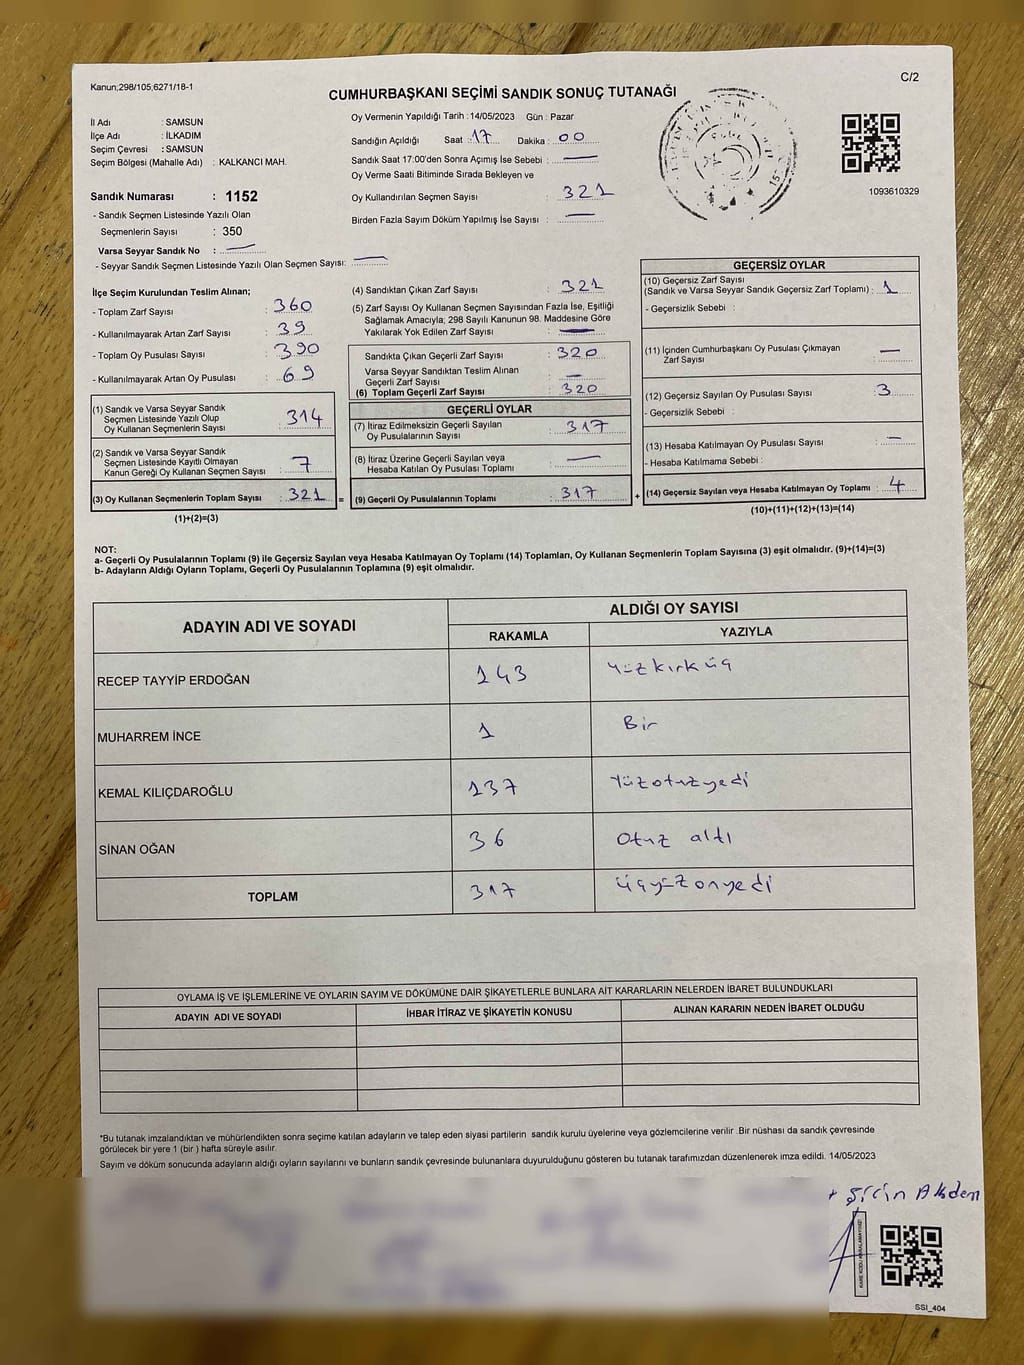 Kanun;298/105,6271/18-1
C/2
CUMHURBAŞKANI SEÇİMİ SANDIK SONUÇ TUTANAĞI
İl Adı : SAMSUN
İlçe Adı : İLKADIM
Seçim Çevresi : SAMSUN
Seçim Bölgesi (Mahalle Adı) : KALKANCI MAH.
Sandık Numarası : 1152
- Sandık Seçmen Listesinde Yazılı Olan
Seçmenlerin Sayısı : 350
Varsa Seyyar Sandık No : —
- Seyyar Sandık Seçmen Listesinde Yazılı Olan Seçmen Sayısı: —
Oy Vermenin Yapıldığı Tarih : 14/05/2023 Gün : Pazar
Sandığın Açıldığı Saat : 17 Dakika : 00
Sandık Saat 17:00'den Sonra Açımış İse Sebebi : —
Oy Verme Saati Bitiminde Sırada Bekleyen ve
Oy Kullandırılan Seçmen Sayısı : 321
Birden Fazla Sayım Döküm Yapılmış İse Sayısı : —
1093610329
İlçe Seçim Kurulundan Teslim Alınan;
- Toplam Zarf Sayısı : 360
- Kullanılmayarak Artan Zarf Sayısı : 39
- Toplam Oy Pusulası Sayısı : 390
- Kullanılmayarak Artan Oy Pusulası : 69
(1) Sandık ve Varsa Seyyar Sandık
Seçmen Listesinde Yazılı Olup
Oy Kullanan Seçmenlerin Sayısı : 314
(2) Sandık ve Varsa Seyyar Sandık
Seçmen Listesinde Kayıtlı Olmayan
Kanun Gereği Oy Kullanan Seçmen Sayısı : 7
(3) Oy Kullanan Seçmenlerin Toplam Sayısı : 321 =
(1)+(2)=(3)
(4) Sandıktan Çıkan Zarf Sayısı : 321
(5) Zarf Sayısı Oy Kullanan Seçmen Sayısından Fazla İse, Eşitliği
Sağlamak Amacıyla; 298 Sayılı Kanunun 98. Maddesine Göre
Yakılarak Yok Edilen Zarf Sayısı : —
Sandıkta Çıkan Geçerli Zarf Sayısı : 320
Varsa Seyyar Sandıktan Teslim Alınan
Geçerli Zarf Sayısı : —
(6) Toplam Geçerli Zarf Sayısı : 320
GEÇERLİ OYLAR
(7) İtiraz Edilmeksizin Geçerli Sayılan
Oy Pusulalarının Sayısı : 317
(8) İtiraz Üzerine Geçerli Sayılan veya
Hesaba Katılan Oy Pusulası Toplamı : —
(9) Geçerli Oy Pusulalarının Toplamı : 317 +
GEÇERSİZ OYLAR
(10) Geçersiz Zarf Sayısı
(Sandık ve Varsa Seyyar Sandık Geçersiz Zarf Toplamı) : 1
- Geçersizlik Sebebi :
(11) İçinden Cumhurbaşkanı Oy Pusulası Çıkmayan
Zarf Sayısı : —
(12) Geçersiz Sayılan Oy Pusulası Sayısı : 3
- Geçersizlik Sebebi :
(13) Hesaba Katılmayan Oy Pusulası Sayısı : —
- Hesaba Katılmama Sebebi :
(14) Geçersiz Sayılan veya Hesaba Katılmayan Oy Toplamı : 4
(10)+(11)+(12)+(13)=(14)
NOT:
a- Geçerli Oy Pusulalarının Toplamı (9) ile Geçersiz Sayılan veya Hesaba Katılmayan Oy Toplamı (14) Toplamları, Oy Kullanan Seçmenlerin Toplam Sayısına (3) eşit olmalıdır. (9)+(14)=(3)
b- Adayların Aldığı Oyların Toplamı, Geçerli Oy Pusulalarının Toplamına (9) eşit olmalıdır.
ADAYIN ADI VE SOYADI ALDIĞI OY SAYISI
RAKAMLA YAZIYLA
RECEP TAYYİP ERDOĞAN 143 yüzkırküç
MUHARREM İNCE 1 Bir
KEMAL KILIÇDAROĞLU 137 Yüzotuzyedi
SİNAN OĞAN 36 Otuz altı
TOPLAM 317 üçyüzonyedi
OYLAMA İŞ VE İŞLEMLERİNE VE OYLARIN SAYIM VE DÖKÜMÜNE DAİR ŞİKAYETLERLE BUNLARA AİT KARARLARIN NELERDEN İBARET BULUNDUKLARI
ADAYIN ADI VE SOYADI İHBAR İTİRAZ VE ŞİKAYETİN KONUSU ALINAN KARARIN NEDEN İBARET OLDUĞU
*Bu tutanak imzalandıktan ve mühürlendikten sonra seçime katılan adayların ve talep eden siyasi partilerin sandık kurulu üyelerine veya gözlemcilerine verilir .Bir nüshası da sandık çevresinde
görülecek bir yere 1 (bir ) hafta süreyle asılır.
Sayım ve döküm sonucunda adayların aldığı oyların sayılarını ve bunların sandık çevresinde bulunanlara duyurulduğunu gösteren bu tutanak tarafımızdan düzenlenerek imza edildi. 14/05/2023
Akden
KARE KODU KARALAMAYINIZ!
SSI_404